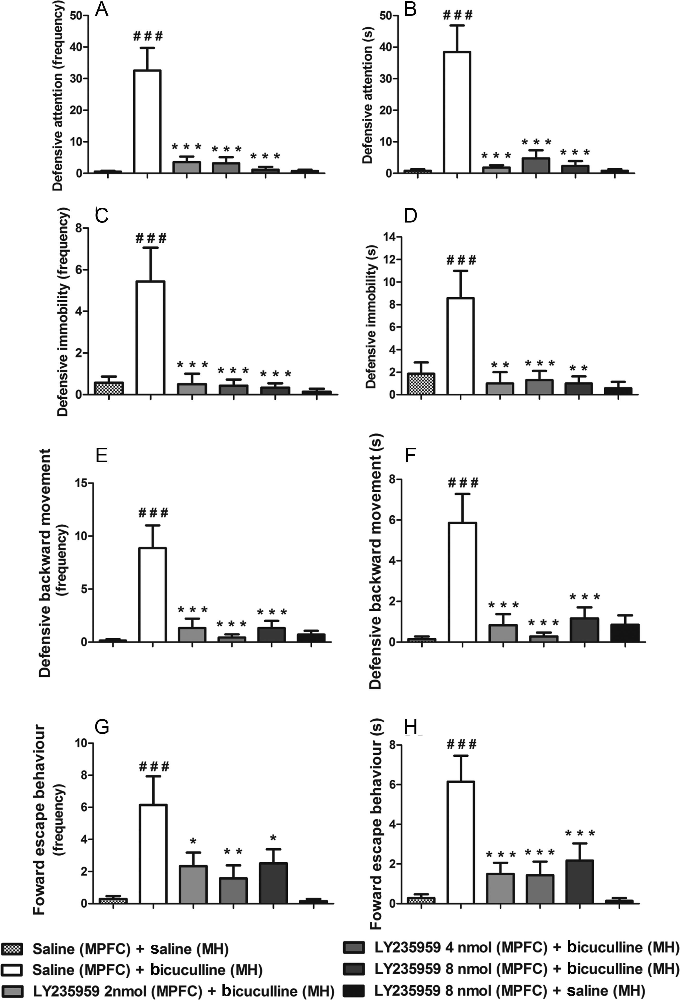 A
Defensive attention (frequency)
50
40
30
20
10
0
# # #
* * *
* * *
* * *
B
Defensive attention (s)
50
40
30
20
10
0
# # #
* * *
* * *
* * *
C
Defensive immobility (frequency)
8
6
4
2
0
# # #
* * *
* * *
* * *
D
Defensive immobility (s)
14
12
10
8
6
4
2
0
# # #
* *
* * *
* *
E
Defensive backward movement
(frequency)
15
10
5
0
# # #
* * *
* * *
* * *
F
Defensive backward movement (s)
8
6
4
2
0
# # #
* * *
* * *
* * *
G
Foward escape behaviour
(frequency)
10
8
6
4
2
0
# # #
*
* *
*
H
Foward escape behaviour (s)
8
6
4
2
0
# # #
* * *
* * *
* * *
Saline (MPFC) + saline (MH)
Saline (MPFC) + bicuculline (MH)
LY235959 2nmol (MPFC) + bicuculline (MH)
LY235959 4 nmol (MPFC) + bicuculline (MH)
LY235959 8 nmol (MPFC) + bicuculline (MH)
LY235959 8 nmol (MPFC) + saline (MH)